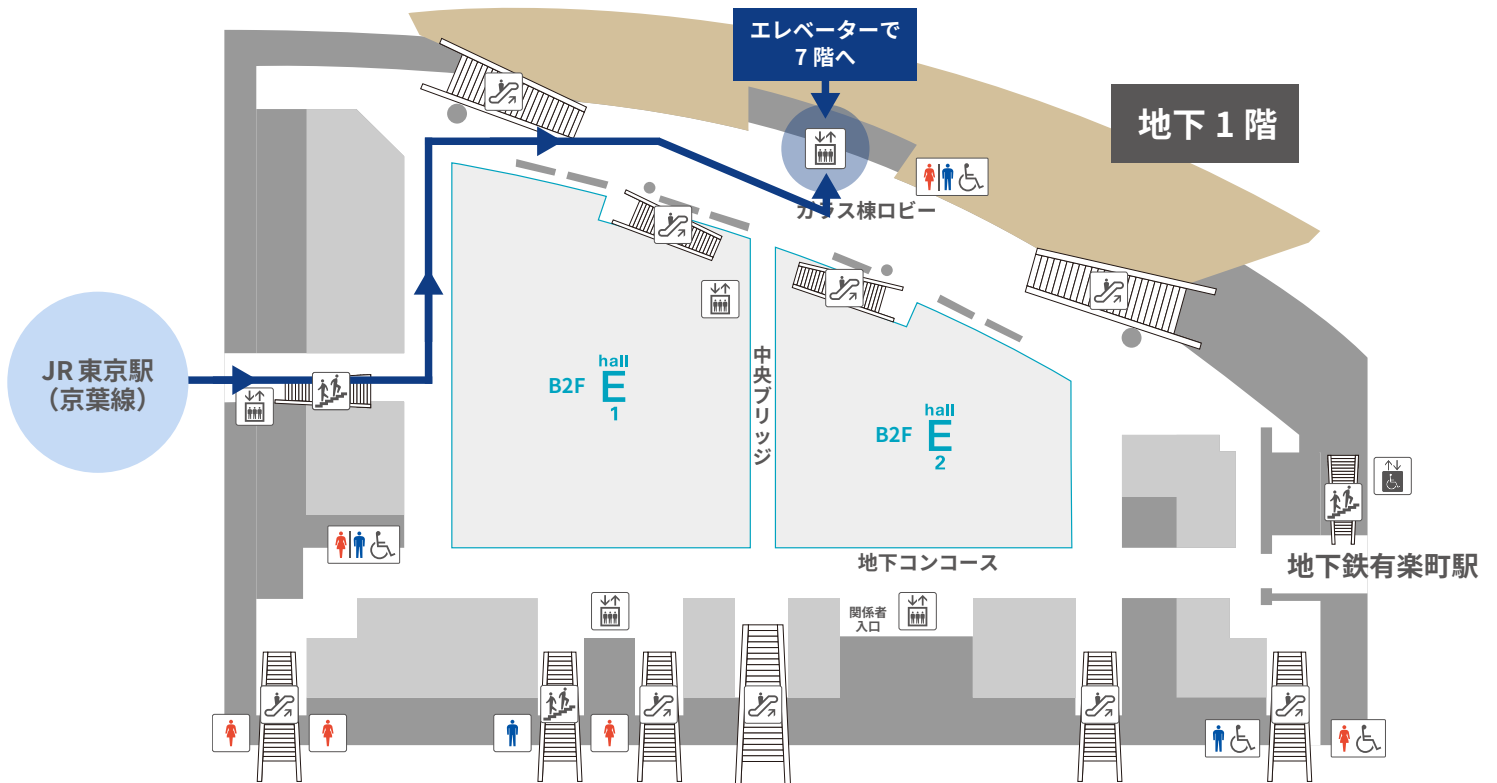 エレベーターで
7 階へ
地下 1 階
ガラス棟ロビー
JR 東京駅
（京葉線）
B2F
hall
E
1
中央ブリッジ
B2F
hall
E
2
地下コンコース
地下鉄有楽町駅
関係者
入口